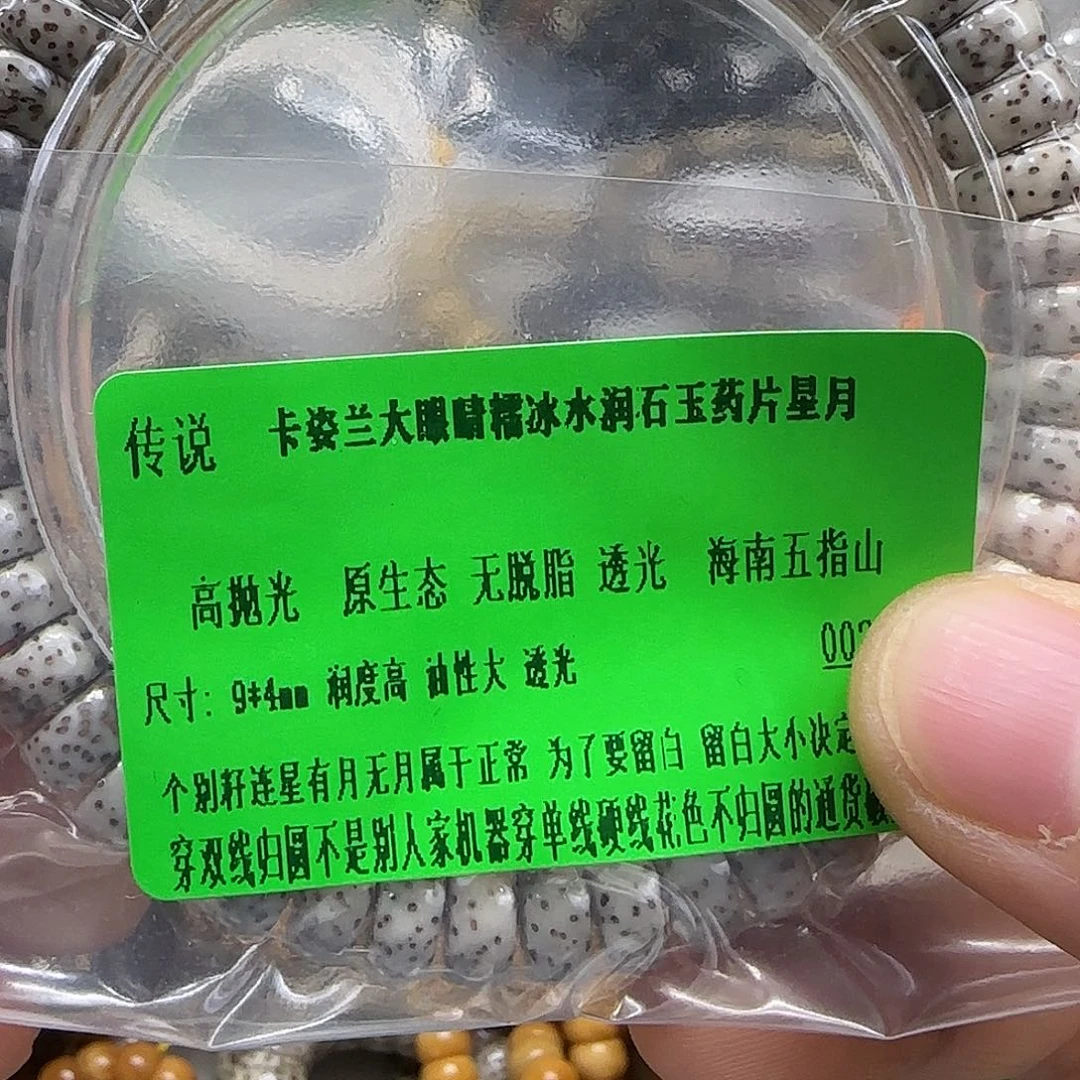 传说 卡姿兰大眼睛糯冰水润石玉药片星月
高抛光 原生态 无脱脂 透光 海南五指山
00
尺寸: 9*4mm 润度高 油性大 透光
个别籽连星有月无月属于正常 为了要留白 留白大小决定
穿双线归圆不是别人家机器穿单线硬线花色不归圆的通货